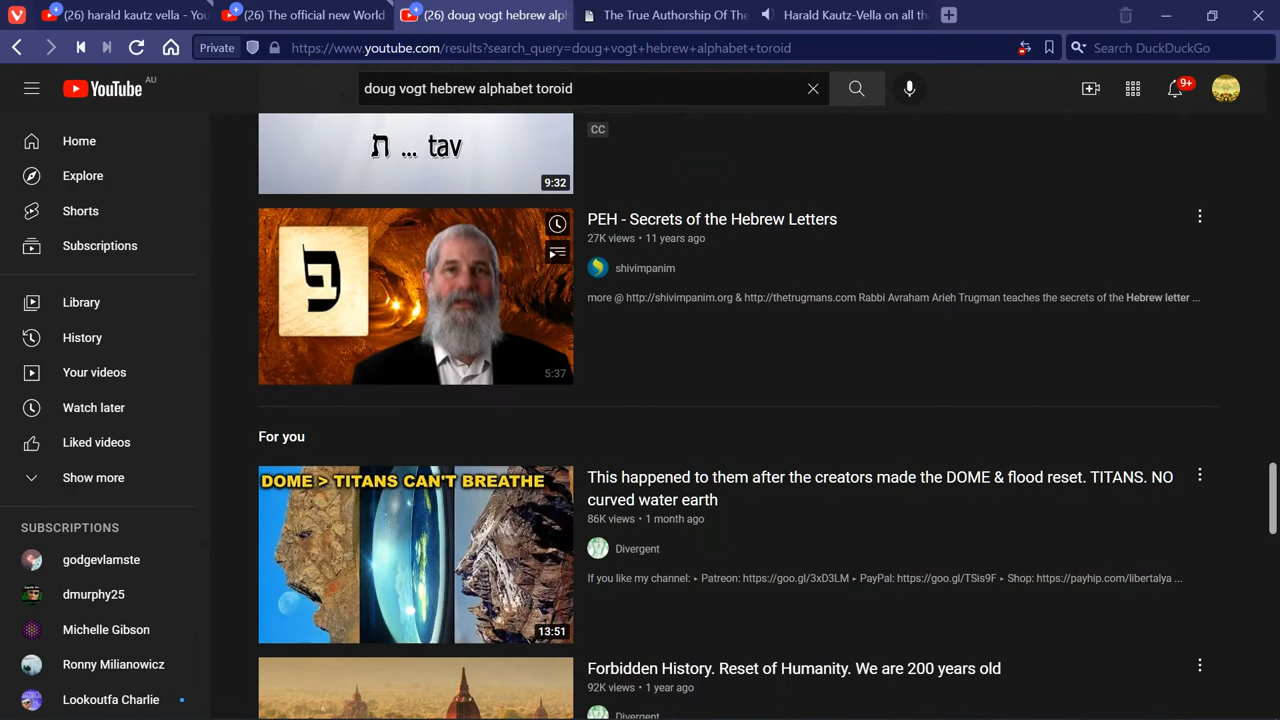 (26) harald kautz vella - You
(26) The official new World
(26) doug vogt hebrew alph
The True Authorship Of The
Harald Kautz-Vella on all th
Private
https://www.youtube.com/results?search_query=doug+vogt+hebrew+alphabet+toroid
Search DuckDuckGo
YouTube
AU
doug vogt hebrew alphabet toroid
9+
Home
Explore
Shorts
Subscriptions
Library
History
Your videos
Watch later
Liked videos
Show more
SUBSCRIPTIONS
godgevlamste
dmurphy25
Michelle Gibson
Ronny Milianowicz
Lookoutfa Charlie
ת ... tav
9:32
CC
פ
5:37
PEH - Secrets of the Hebrew Letters
27K views • 11 years ago
shivimpanim
more @ http://shivimpanim.org & http://thetrugmans.com Rabbi Avraham Arieh Trugman teaches the secrets of the Hebrew letter ...
For you
DOME > TITANS CAN'T BREATHE
13:51
This happened to them after the creators made the DOME & flood reset. TITANS. NO
curved water earth
86K views • 1 month ago
Divergent
If you like my channel: ▸ Patreon: https://goo.gl/3xD3LM ▸ PayPal: https://goo.gl/TSis9F ▸ Shop: https://payhip.com/libertalya ...
Forbidden History. Reset of Humanity. We are 200 years old
92K views • 1 year ago
Divergent